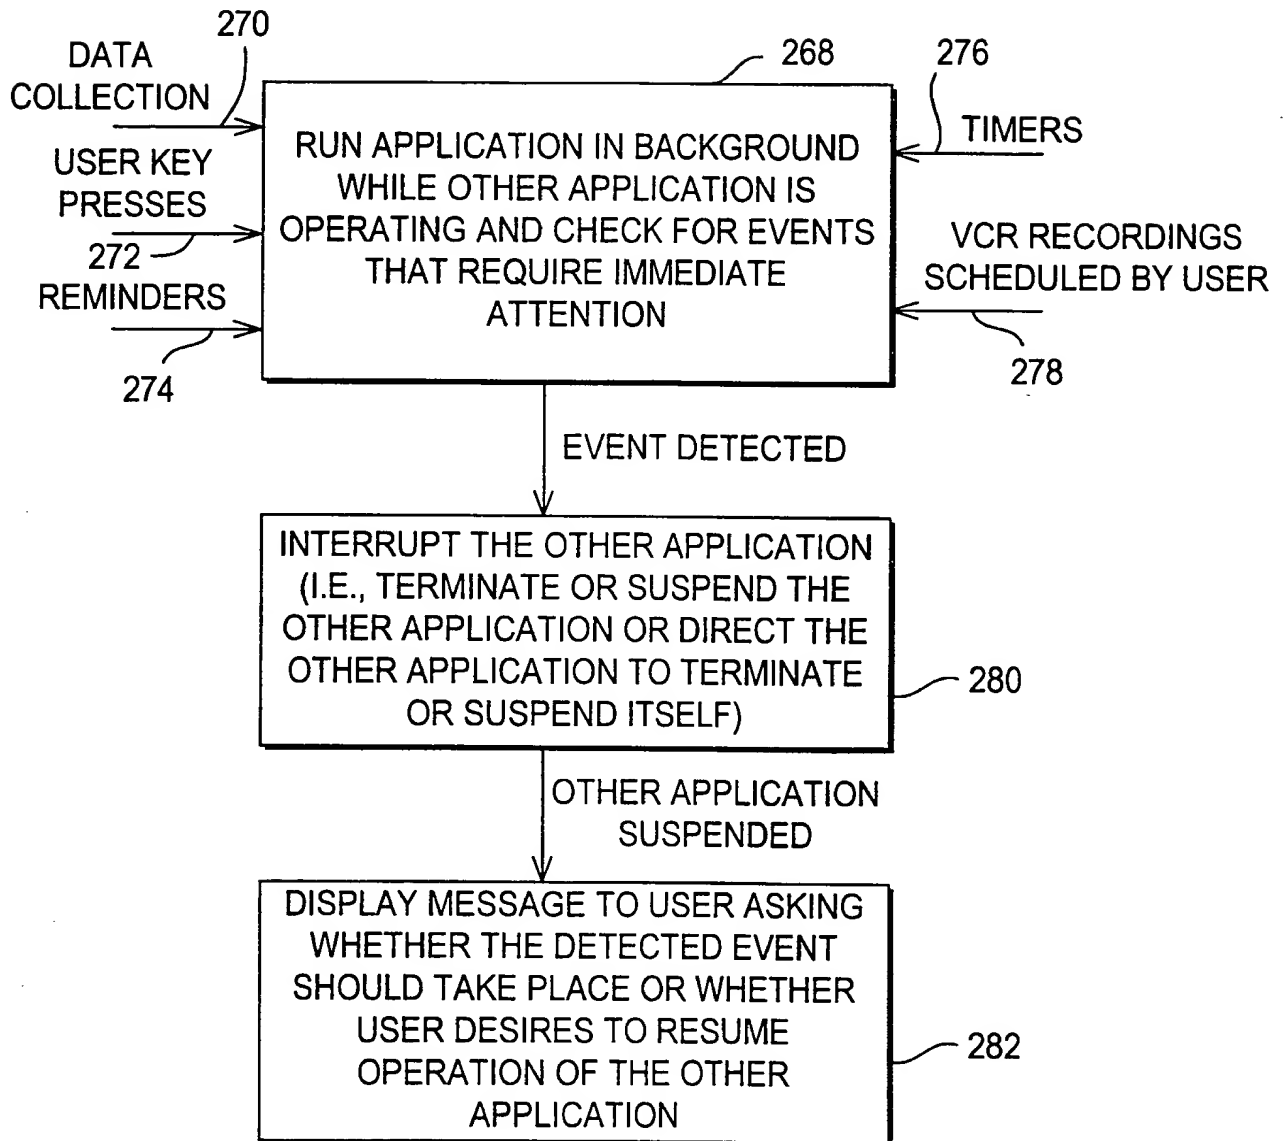 270
DATA
COLLECTION
USER KEY
PRESSES
272
REMINDERS
274
268
RUN APPLICATION IN BACKGROUND
WHILE OTHER APPLICATION IS
OPERATING AND CHECK FOR EVENTS
THAT REQUIRE IMMEDIATE
ATTENTION
276
TIMERS
VCR RECORDINGS
SCHEDULED BY USER
278
EVENT DETECTED
INTERRUPT THE OTHER APPLICATION
(I.E., TERMINATE OR SUSPEND THE
OTHER APPLICATION OR DIRECT THE
OTHER APPLICATION TO TERMINATE
OR SUSPEND ITSELF)
280
OTHER APPLICATION
SUSPENDED
DISPLAY MESSAGE TO USER ASKING
WHETHER THE DETECTED EVENT
SHOULD TAKE PLACE OR WHETHER
USER DESIRES TO RESUME
OPERATION OF THE OTHER
APPLICATION
282